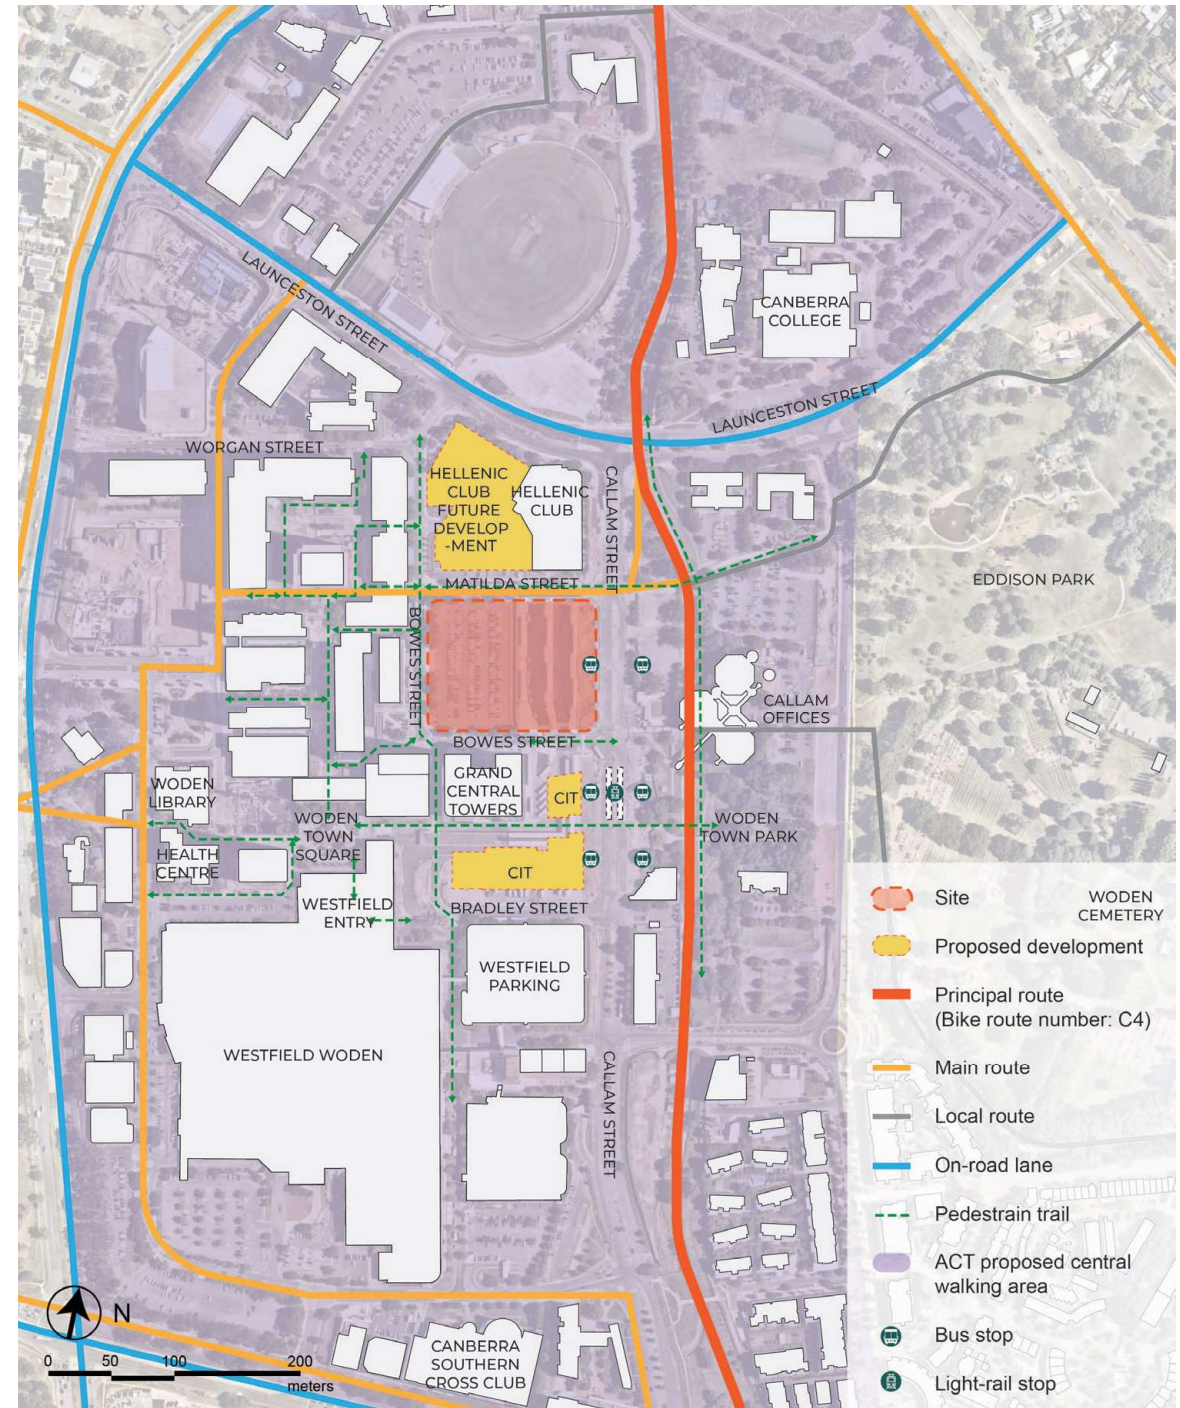 LAUNCESTON STREET
CANBERRA
COLLEGE
LAUNCESTON STREET
WORGAN STREET
HELLENIC
CLUB
FUTURE
DEVELOP
-MENT
HELLENIC
CLUB
CALLAM STREET
MATILDA STREET
EDDISON PARK
BOWES STREET
CALLAM
OFFICES
BOWES STREET
GRAND
CENTRAL
TOWERS
WODEN
LIBRARY
CIT
WODEN
TOWN
SQUARE
WODEN
TOWN PARK
HEALTH
CENTRE
CIT
WESTFIELD
ENTRY
BRADLEY STREET
WESTFIELD
PARKING
WESTFIELD WODEN
CALLAM STREET
CANBERRA
SOUTHERN
CROSS CLUB
WODEN
CEMETERY
Site
Proposed development
Principal route
(Bike route number: C4)
Main route
Local route
On-road lane
Pedestrain trail
ACT proposed central
walking area
Bus stop
Light-rail stop
N
0 50 100 200
meters